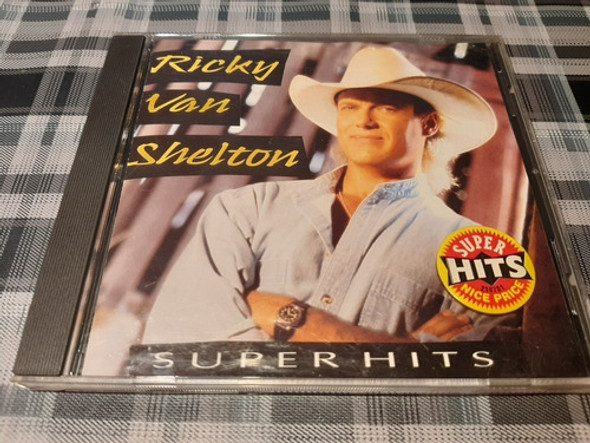 Ricky
Van
Shelton
SUPER
HITS
NICE PRICE
SUPER HITS